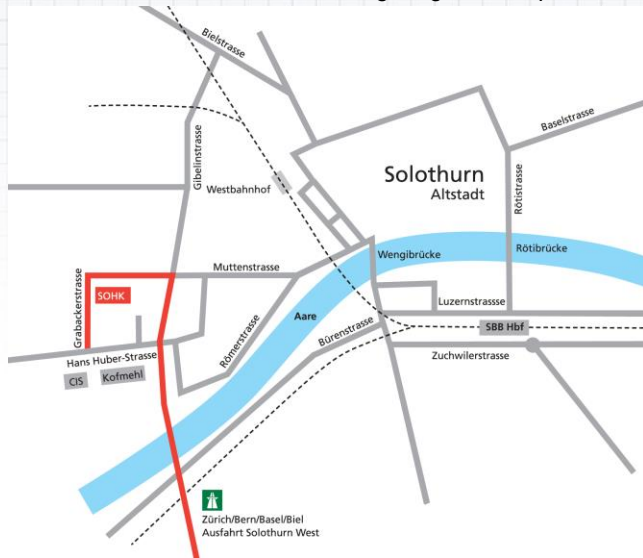 Bielstrasse
Baselstrasse
Gibelinstrasse
Solothurn
Altstadt
Rötistrasse
Westbahnhof
Wengibrücke
Rötibrücke
Muttenstrasse
Grabackerstrasse
SOHK
Luzernstrassse
Aare
Römerstrasse
Bürenstrasse
SBB Hbf
Zuchwilerstrasse
Hans Huber-Strasse
CIS
Kofmehl
Zürich/Bern/Basel/Biel
Ausfahrt Solothurn West